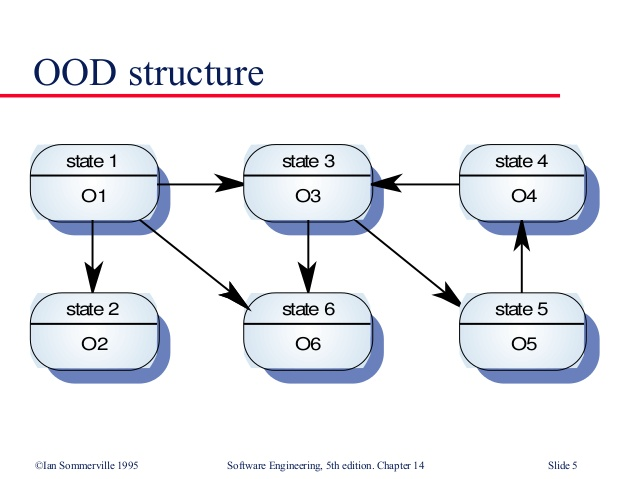 OOD structure
state 1
O1
state 3
O3
state 4
O4
state 2
O2
state 6
O6
state 5
O5
©Ian Sommerville 1995
Software Engineering, 5th edition. Chapter 14
Slide 5